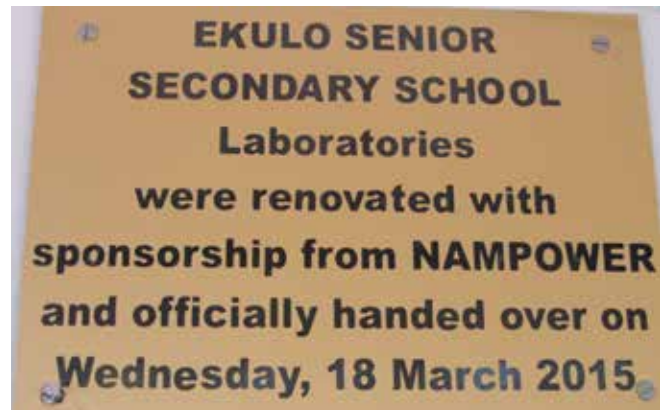 EKULO SENIOR
SECONDARY SCHOOL
Laboratories
were renovated with
sponsorship from NAMPOWER
and officially handed over on
Wednesday, 18 March 2015